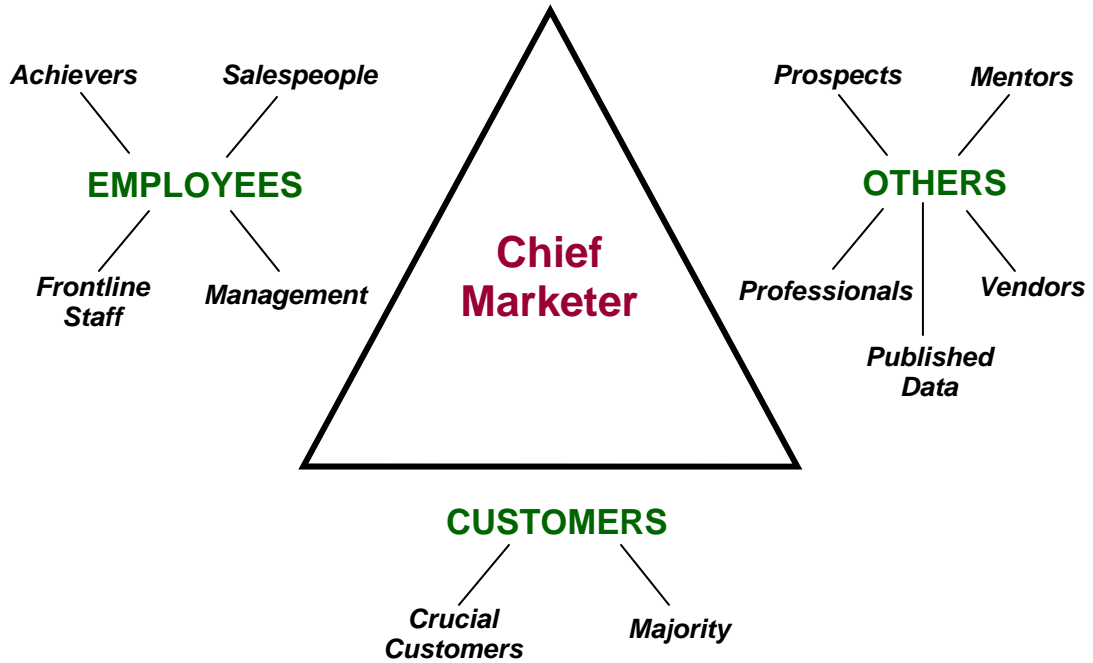 Achievers
Salespeople
EMPLOYEES
Frontline
Staff
Management
Chief
Marketer
Prospects
Mentors
OTHERS
Professionals
Vendors
Published
Data
CUSTOMERS
Crucial
Customers
Majority